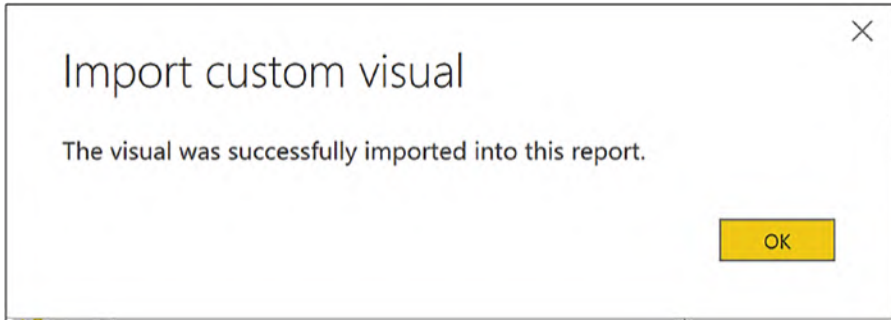 Import custom visual
The visual was successfully imported into this report.
OK